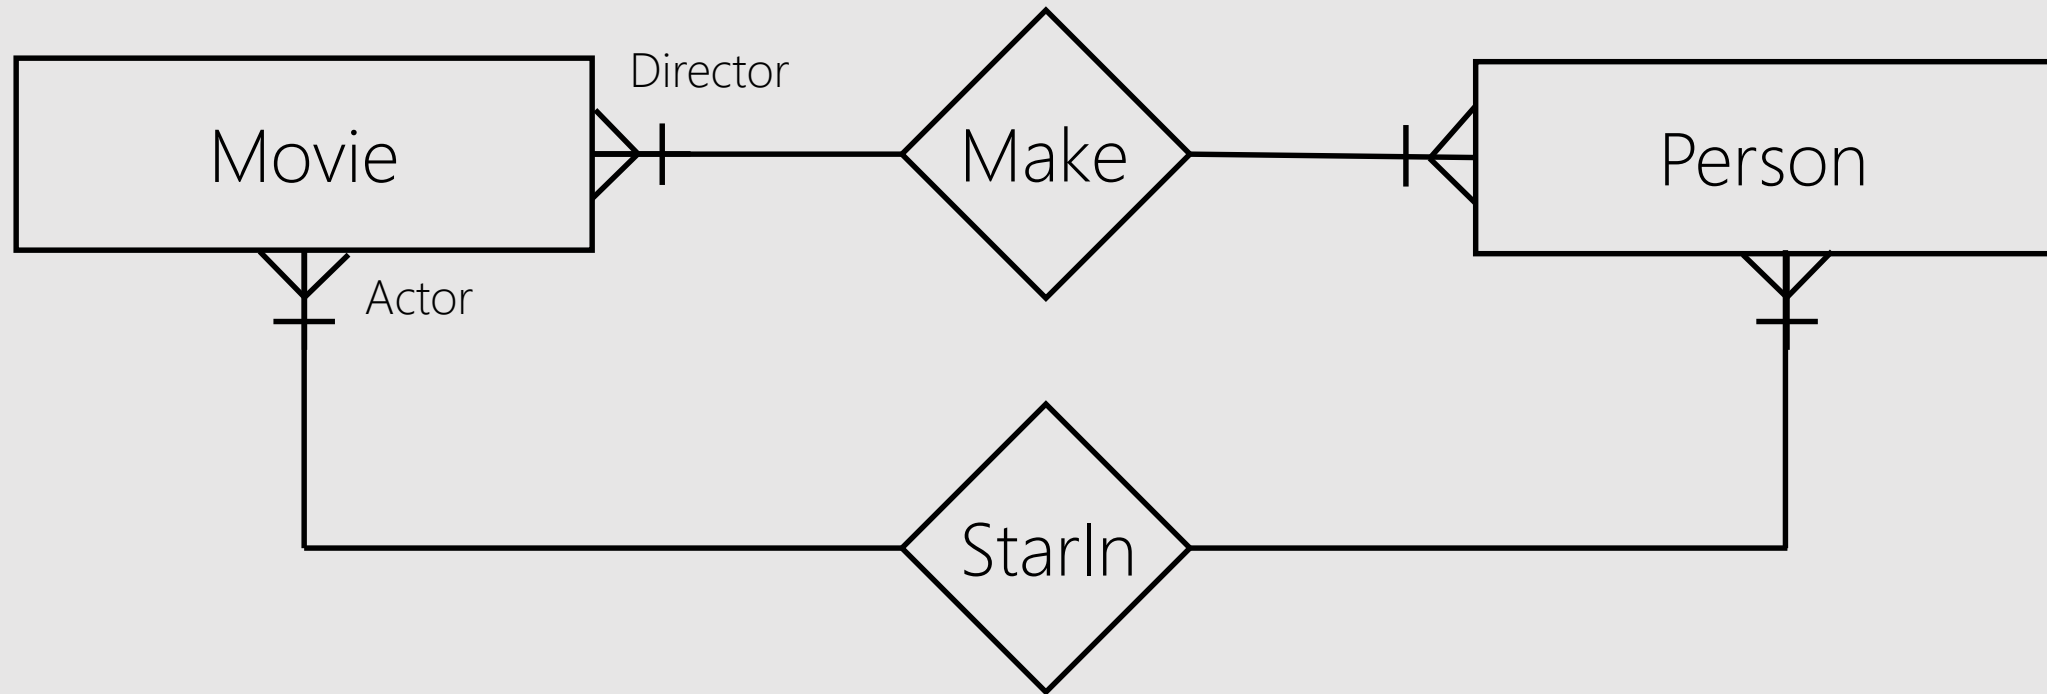 Director
Movie
Make
Person
Actor
StarIn